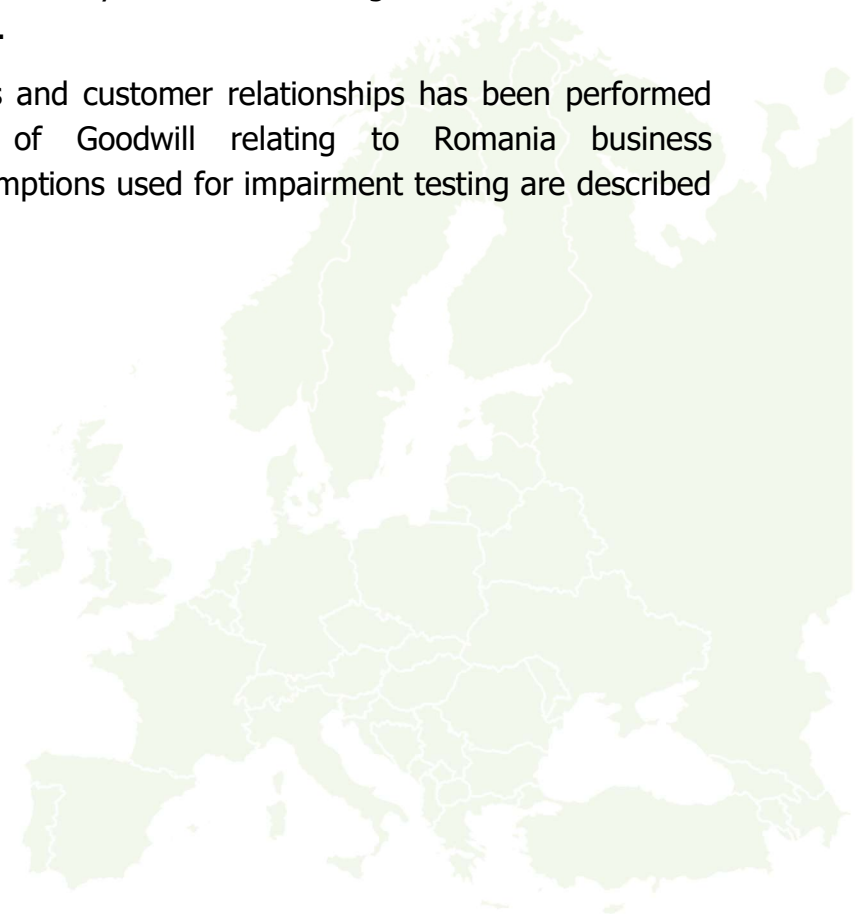 .
s and customer relationships has been performed
of Goodwill relating to Romania business
mptions used for impairment testing are described